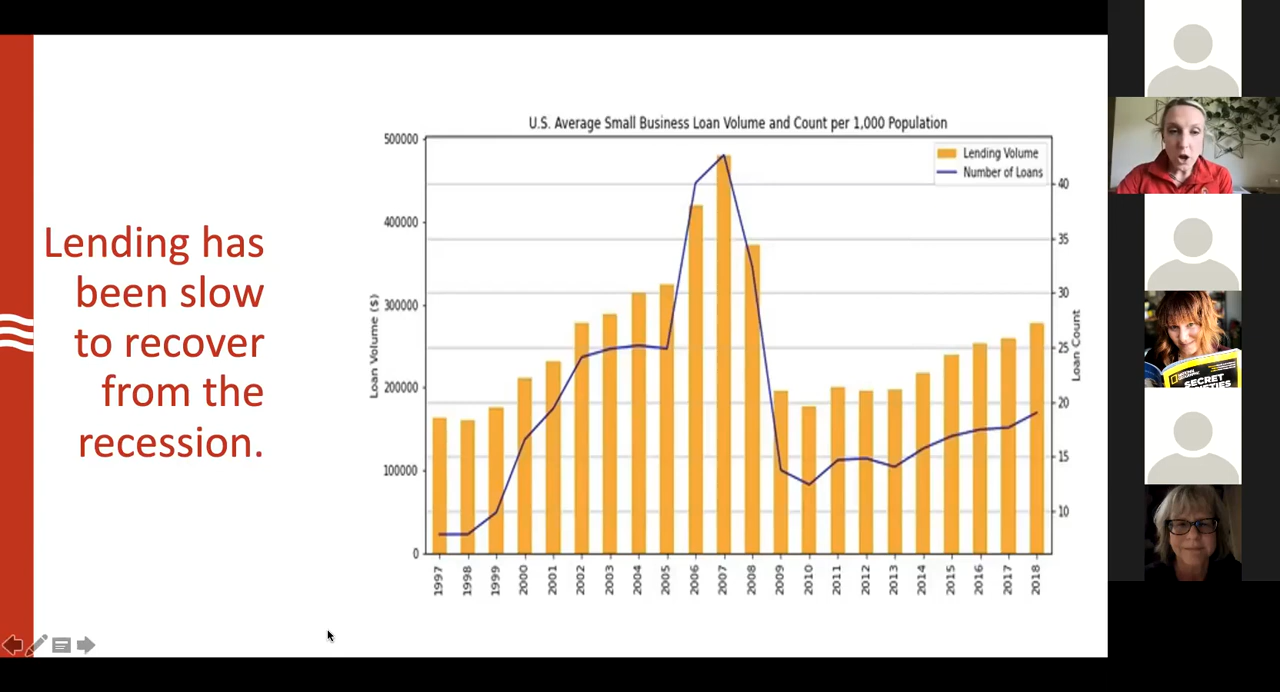 Lending has
been slow
to recover
from the
recession.
U.S. Average Small Business Loan Volume and Count per 1,000 Population
Lending Volume
Number of Loans
Loan Volume ($)
500000
400000
300000
200000
100000
0
Loan Count
40
35
30
25
20
15
10
1997
1998
1999
2000
2001
2002
2003
2004
2005
2006
2007
2008
2009
2010
2011
2012
2013
2014
2015
2016
2017
2018
NATIONAL GEOGRAPHIC
SECRET